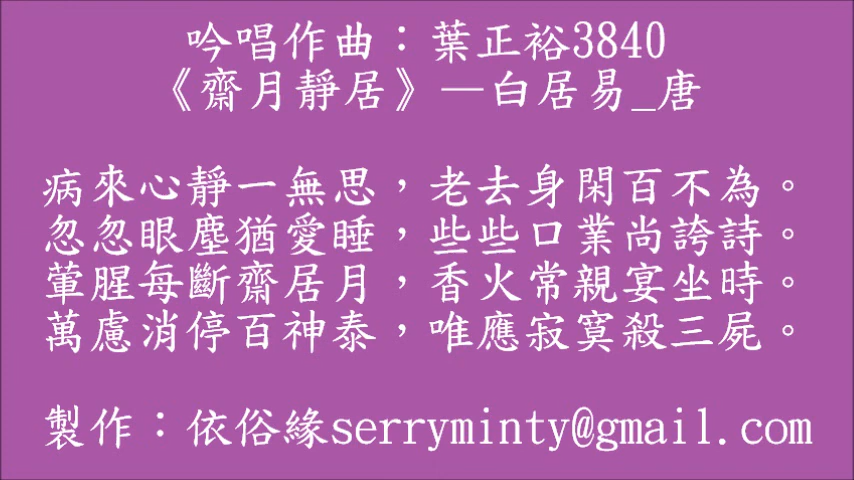 吟唱作曲：葉正裕3840
《齋月靜居》—白居易_唐
病來心靜一無思，老去身閑百不為。
忽忽眼塵猶愛睡，些些口業尚誇詩。
葷腥每斷齋居月，香火常親宴坐時。
萬慮消停百神泰，唯應寂寞殺三屍。
製作：依俗緣serryminty@gmail.com